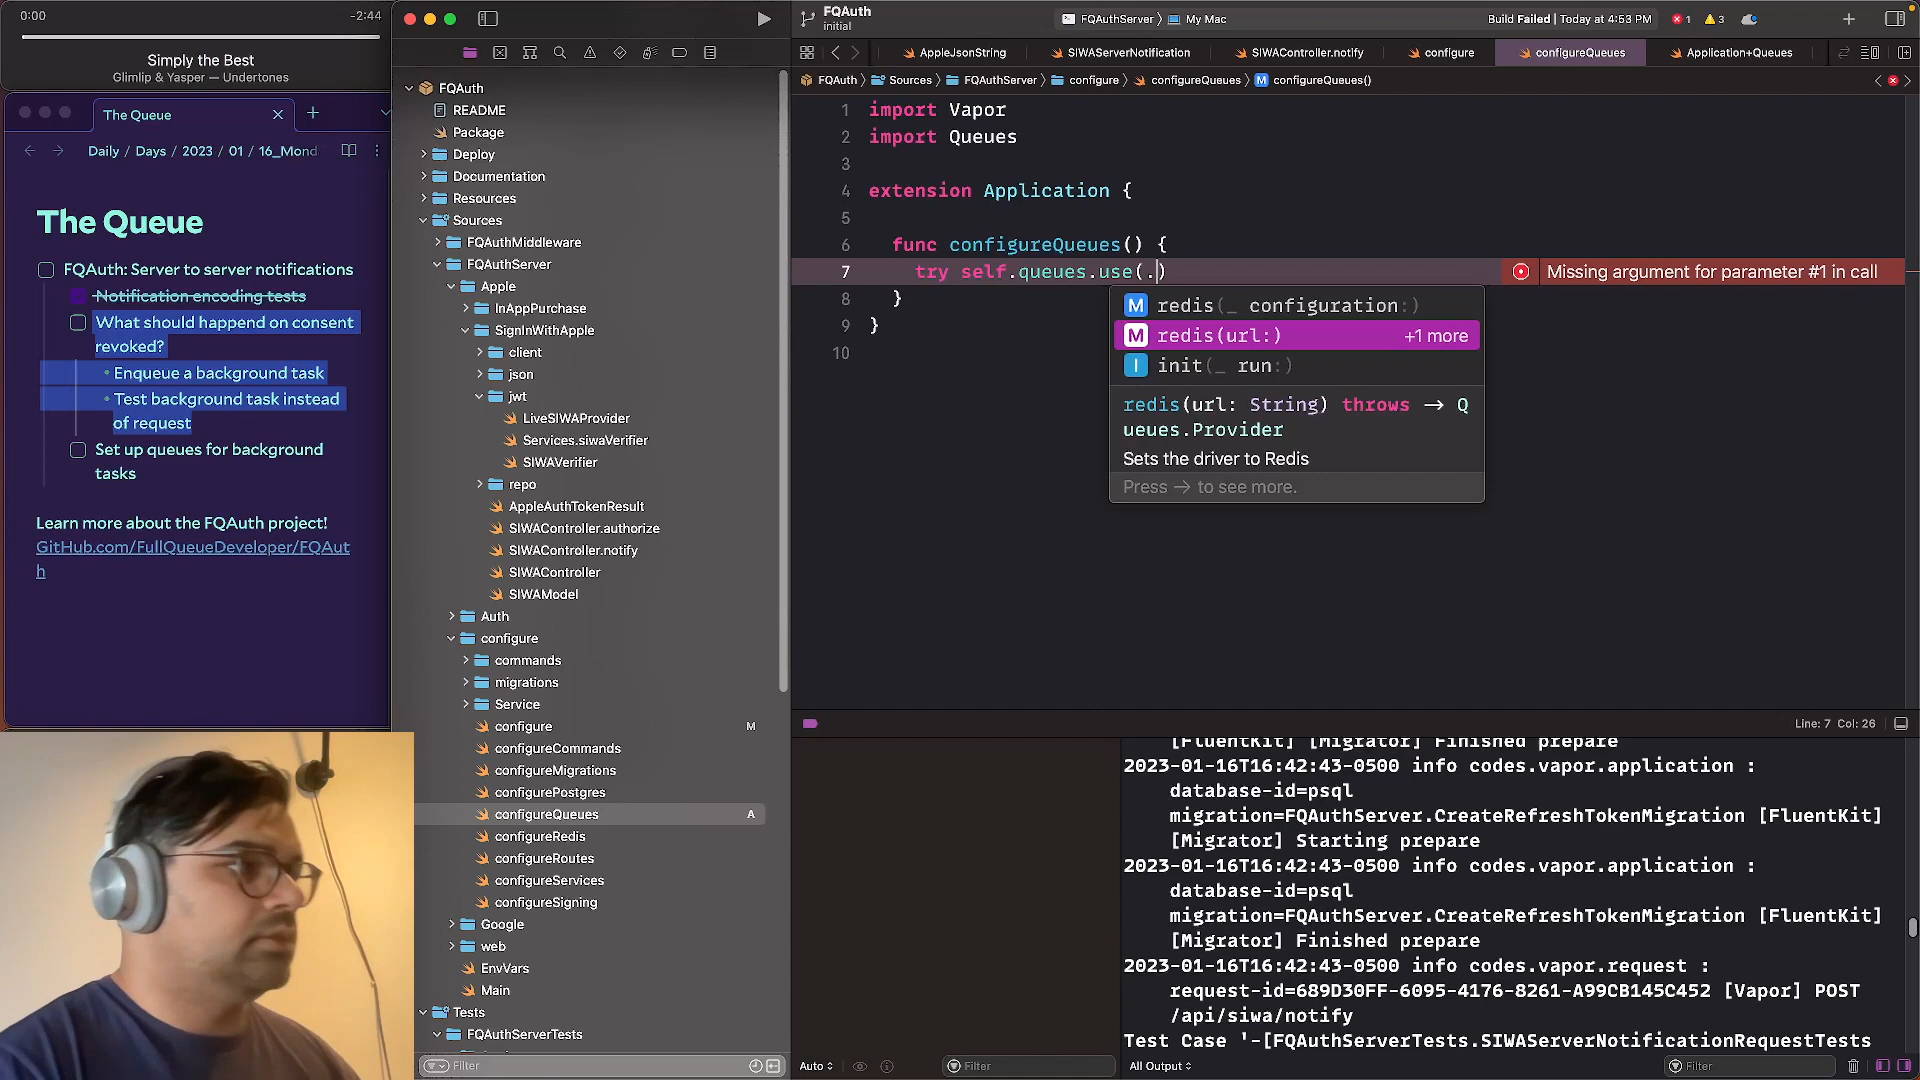 0:00
-2:44
Simply the Best
Glimlip & Yasper — Undertones
The Queue
Daily / Days / 2023 / 01 / 16_Mond
The Queue
FQAuth: Server to server notifications
Notification encoding tests
What should happend on consent
revoked?
• Enqueue a background task
• Test background task instead
of request
Set up queues for background
tasks
Learn more about the FQAuth project!
GitHub.com/FullQueueDeveloper/FQAut
h
FQAuth
README
Package
Deploy
Documentation
Resources
Sources
FQAuthMiddleware
FQAuthServer
Apple
InAppPurchase
SignInWithApple
client
json
jwt
LiveSIWAProvider
Services.siwaVerifier
SIWAVerifier
repo
AppleAuthTokenResult
SIWAController.authorize
SIWAController.notify
SIWAController
SIWAModel
Auth
configure
commands
migrations
Service
configure M
configureCommands
configureMigrations
configurePostgres
configureQueues A
configureRedis
configureRoutes
configureServices
configureSigning
Google
web
EnvVars
Main
Tests
FQAuthServerTests
Filter
FQAuth
initial
FQAuthServer 〉 My Mac
Build Failed | Today at 4:53 PM
1
3
AppleJsonString
SIWAServerNotification
SIWAController.notify
configure
configureQueues
Application+Queues
FQAuth 〉 Sources 〉 FQAuthServer 〉 configure 〉 configureQueues 〉 M configureQueues()
1 import Vapor
2 import Queues
3
4 extension Application {
5
6 func configureQueues() {
7 try self.queues.use(.)
Missing argument for parameter #1 in call
8 }
9 }
10
M redis(_ configuration:)
M redis(url:) +1 more
I init(_ run:)
redis(url: String) throws → Q
ueues.Provider
Sets the driver to Redis
Press → to see more.
Line: 7 Col: 26
[FluentKit] [Migrator] Finished prepare
2023-01-16T16:42:43-0500 info codes.vapor.application :
database-id=psql
migration=FQAuthServer.CreateRefreshTokenMigration [FluentKit]
[Migrator] Starting prepare
2023-01-16T16:42:43-0500 info codes.vapor.application :
database-id=psql
migration=FQAuthServer.CreateRefreshTokenMigration [FluentKit]
[Migrator] Finished prepare
2023-01-16T16:42:43-0500 info codes.vapor.request :
request-id=689D30FF-6095-4176-8261-A99CB145C452 [Vapor] POST
/api/siwa/notify
Test Case '-[FQAuthServerTests.SIWAServerNotificationRequestTests
Auto
Filter
All Output
Filter